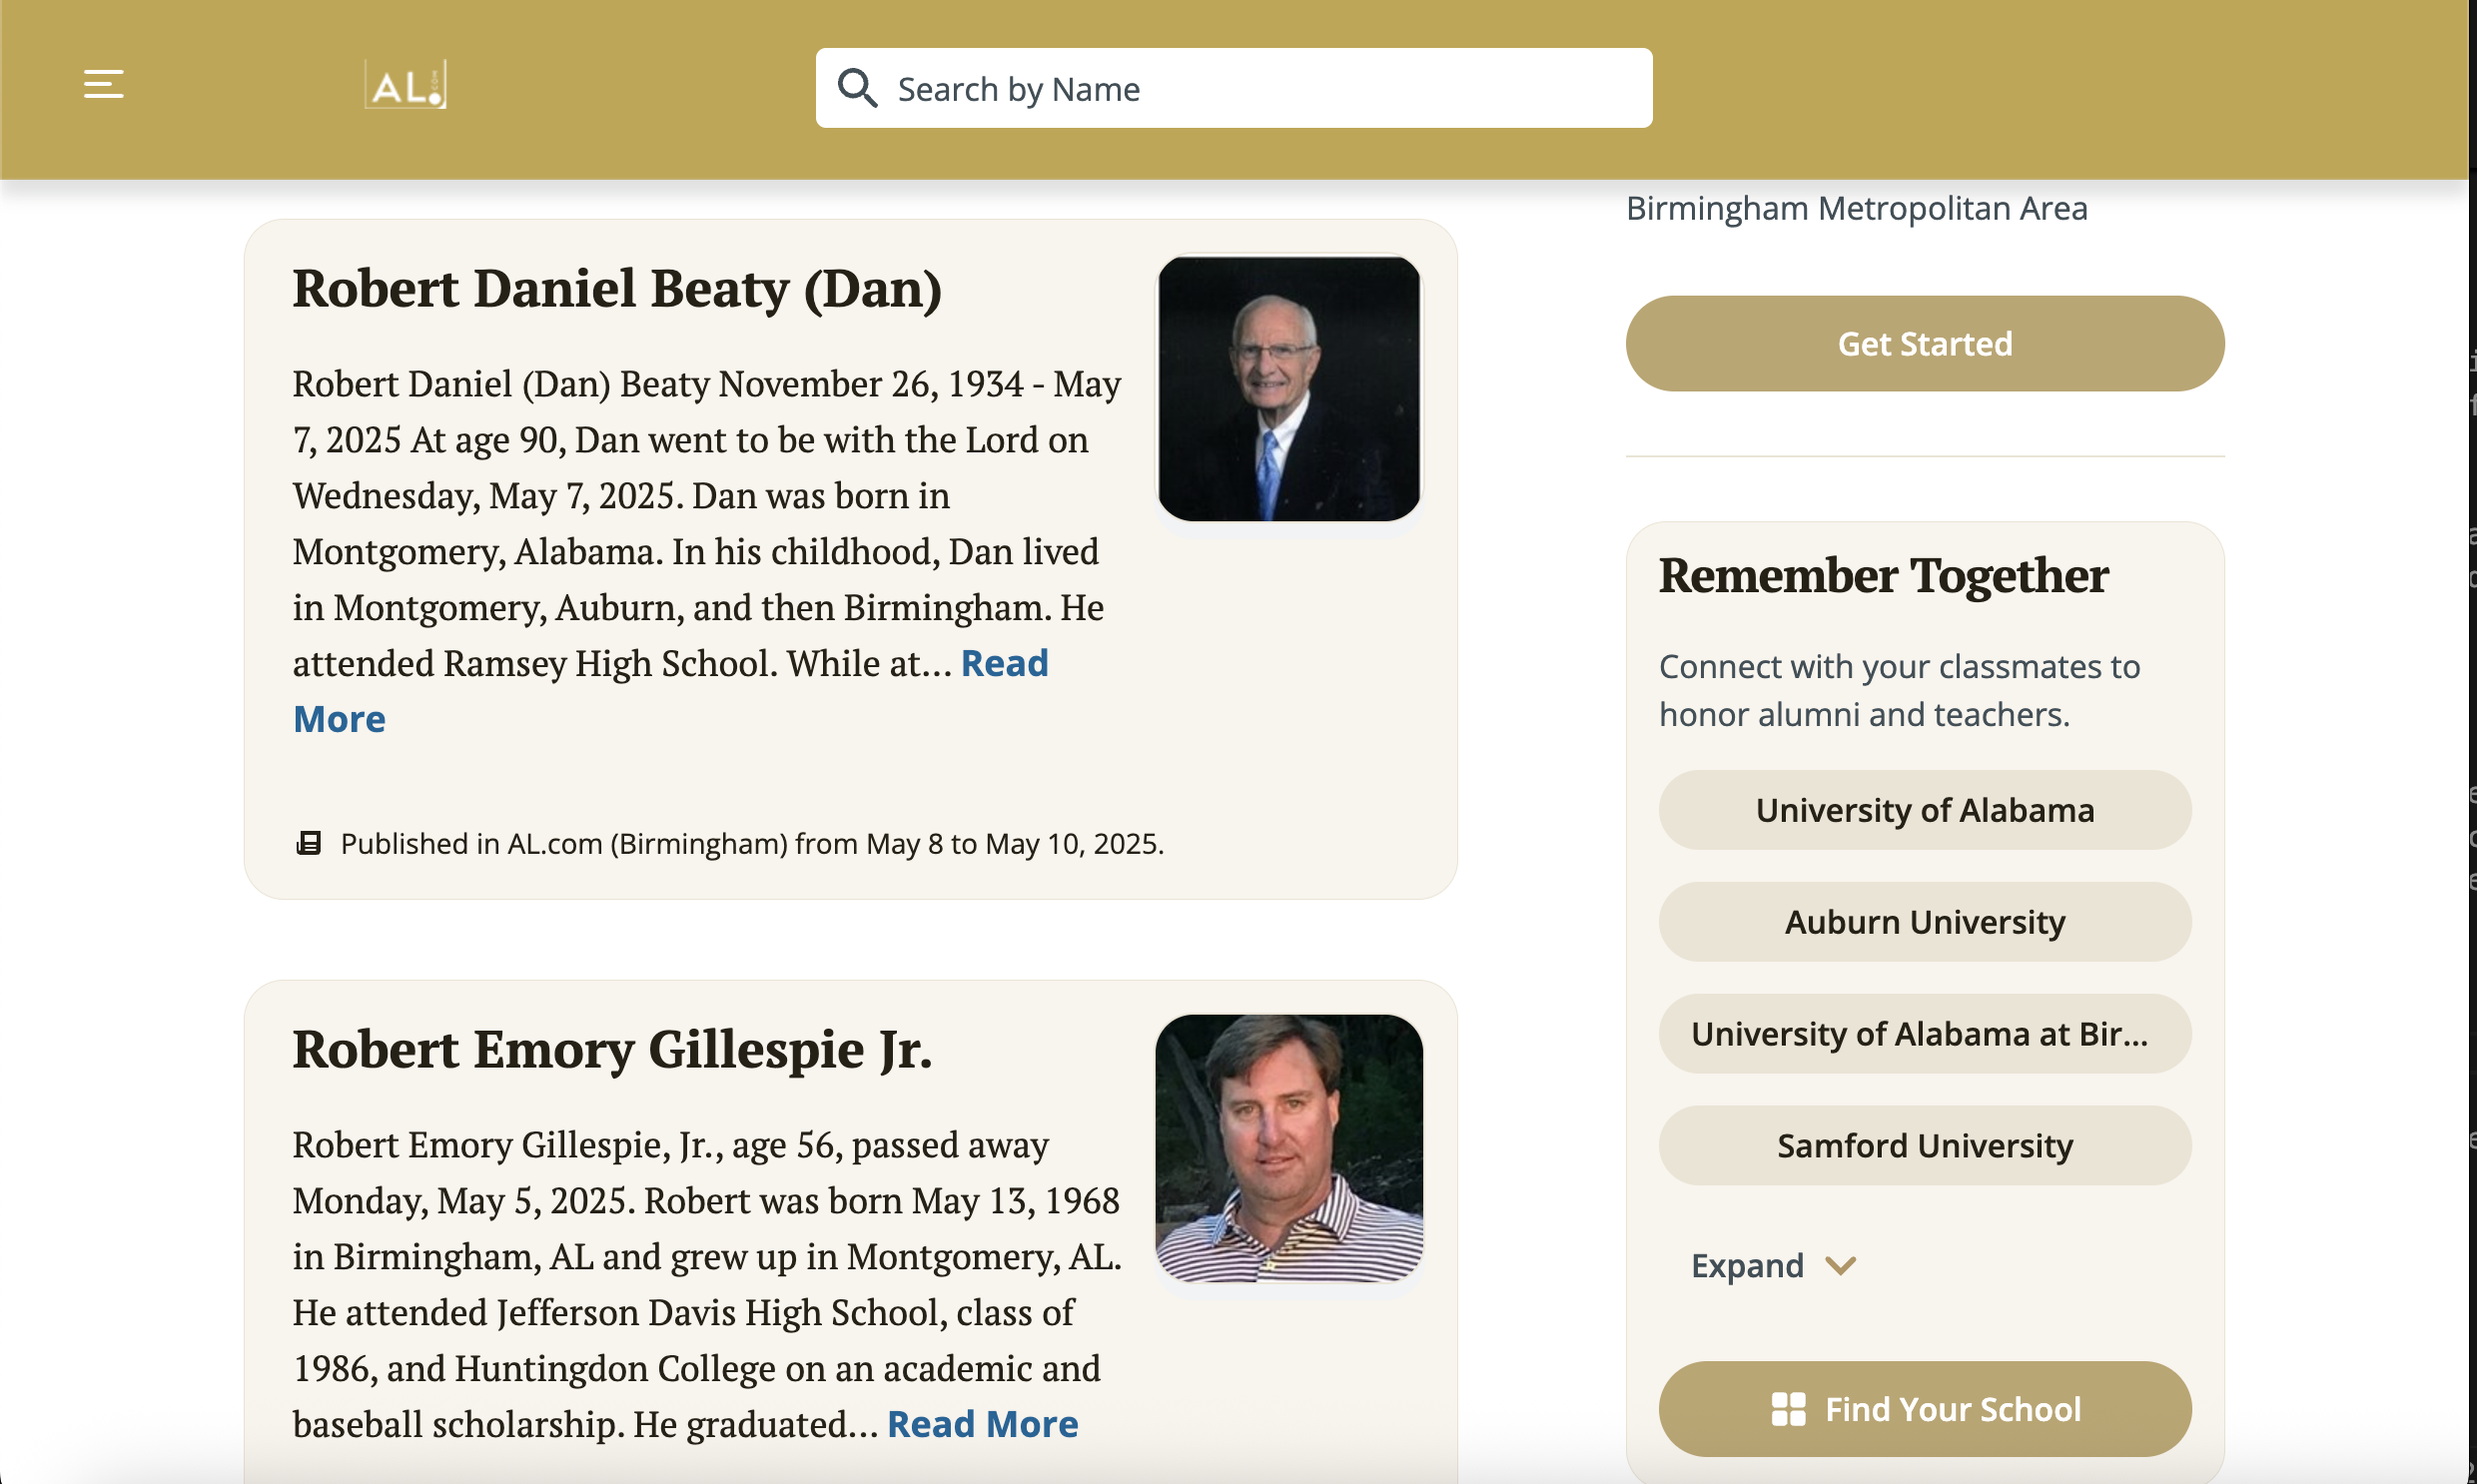 AL.com
Search by Name
Robert Daniel Beaty (Dan)
Robert Daniel (Dan) Beaty November 26, 1934 - May
7, 2025 At age 90, Dan went to be with the Lord on
Wednesday, May 7, 2025. Dan was born in
Montgomery, Alabama. In his childhood, Dan lived
in Montgomery, Auburn, and then Birmingham. He
attended Ramsey High School. While at... Read
More
Published in AL.com (Birmingham) from May 8 to May 10, 2025.
Robert Emory Gillespie Jr.
Robert Emory Gillespie, Jr., age 56, passed away
Monday, May 5, 2025. Robert was born May 13, 1968
in Birmingham, AL and grew up in Montgomery, AL.
He attended Jefferson Davis High School, class of
1986, and Huntingdon College on an academic and
baseball scholarship. He graduated... Read More
Birmingham Metropolitan Area
Get Started
Remember Together
Connect with your classmates to
honor alumni and teachers.
University of Alabama
Auburn University
University of Alabama at Bir...
Samford University
Expand
Find Your School